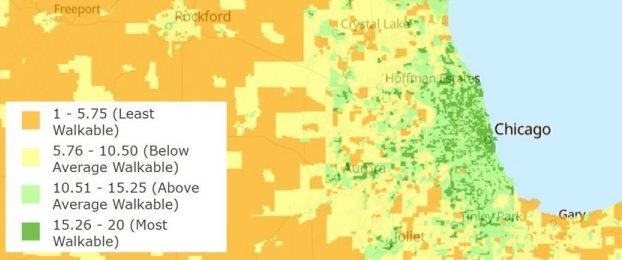 Freeport
Rockford
Crystal Lake
Hoffman Estates
1 - 5.75 (Least
Walkable)
Chicago
5.76 - 10.50 (Below
Average Walkable)
Aurora
10.51 - 15.25 (Above
Average Walkable)
Tinley Park
Gary
15.26 - 20 (Most
Walkable)
Joliet